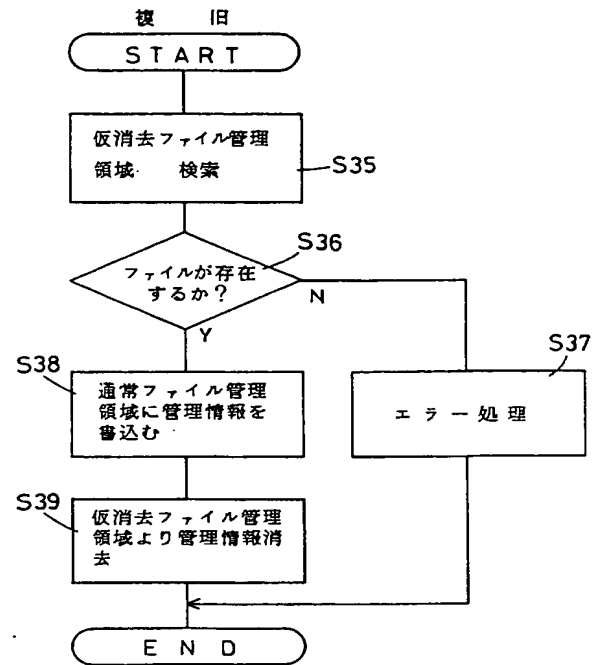 複 旧
START
仮消去ファイル管理
領域 検索
S35
S36
ファイルが存在
するか？
N
Y
S37
エラー処理
S38
通常ファイル管理
領域に管理情報を
書込む
S39
仮消去ファイル管理
領域より管理情報消
去
END